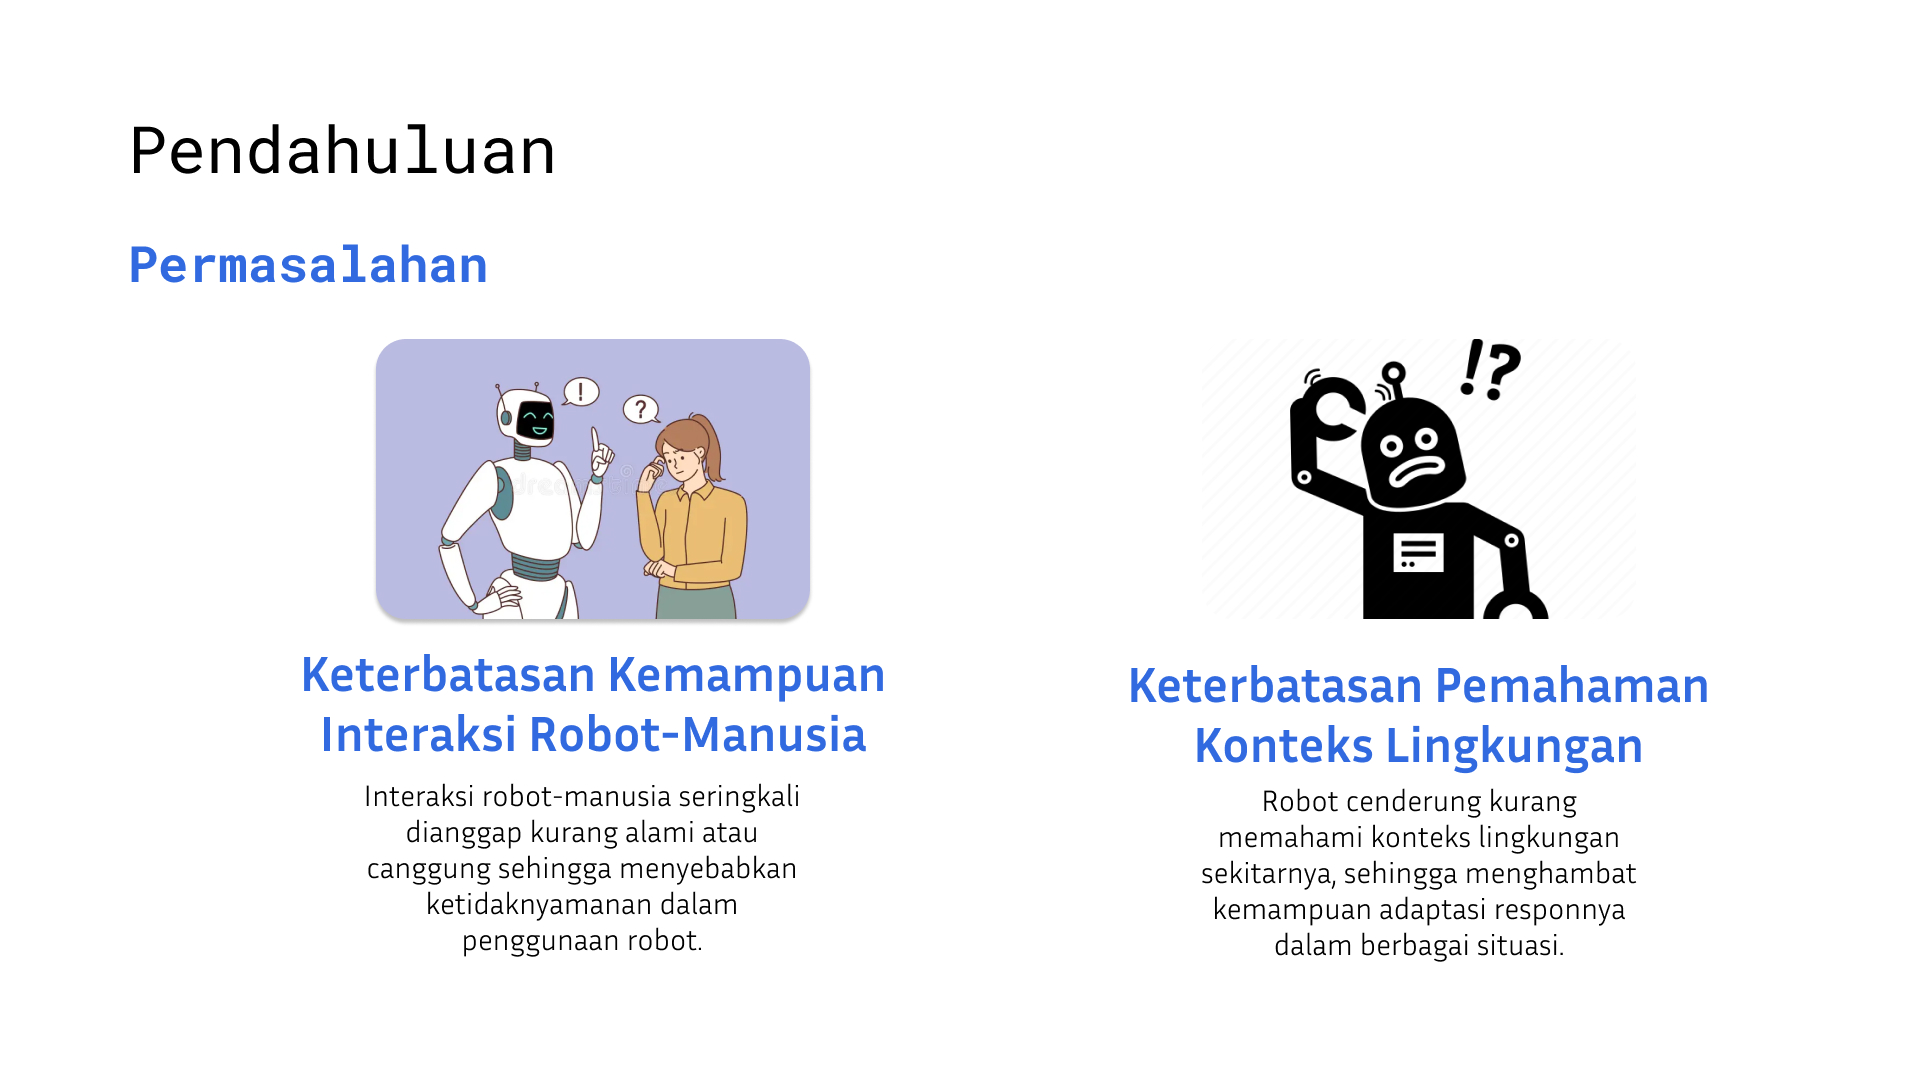 Pendahuluan
Permasalahan
!
?
!?
Keterbatasan Kemampuan
Interaksi Robot-Manusia
Interaksi robot-manusia seringkali
dianggap kurang alami atau
canggung sehingga menyebabkan
ketidaknyamanan dalam
penggunaan robot.
Keterbatasan Pemahaman
Konteks Lingkungan
Robot cenderung kurang
memahami konteks lingkungan
sekitarnya, sehingga menghambat
kemampuan adaptasi responnya
dalam berbagai situasi.